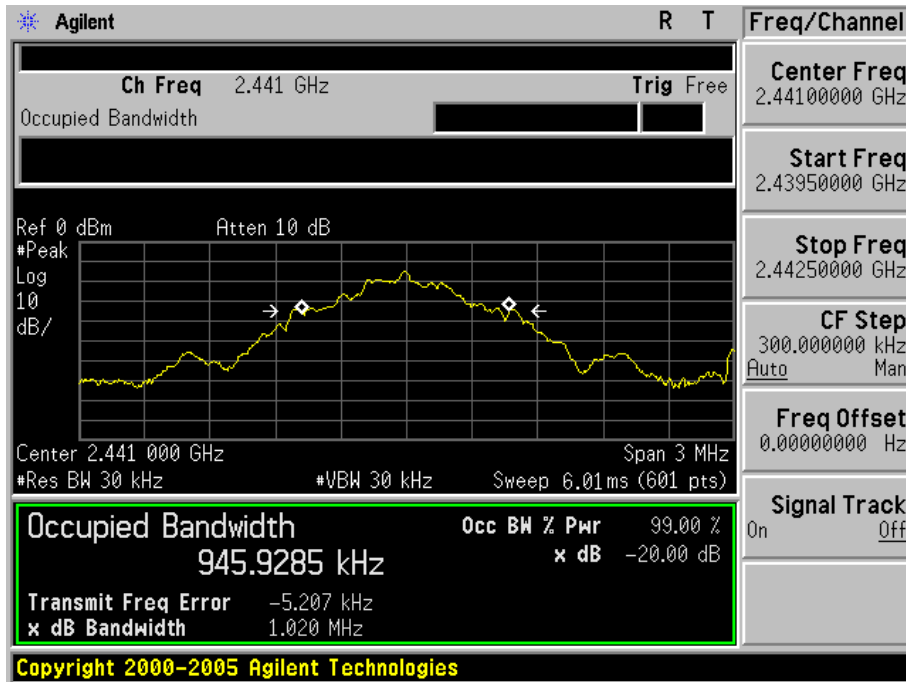 Agilent R T
Freq/Channel
Ch Freq 2.441 GHz Trig Free
Occupied Bandwidth
Center Freq
2.44100000 GHz
Start Freq
2.43950000 GHz
Stop Freq
2.44250000 GHz
CF Step
300.000000 kHz
Auto Man
Freq Offset
0.00000000 Hz
Signal Track
On Off
Ref 0 dBm Atten 10 dB
#Peak
Log
10
dB/
Center 2.441 000 GHz Span 3 MHz
#Res BW 30 kHz #VBW 30 kHz Sweep 6.01 ms (601 pts)
Occupied Bandwidth
945.9285 kHz
Occ BW % Pwr 99.00 %
x dB -20.00 dB
Transmit Freq Error -5.207 kHz
x dB Bandwidth 1.020 MHz
Copyright 2000-2005 Agilent Technologies